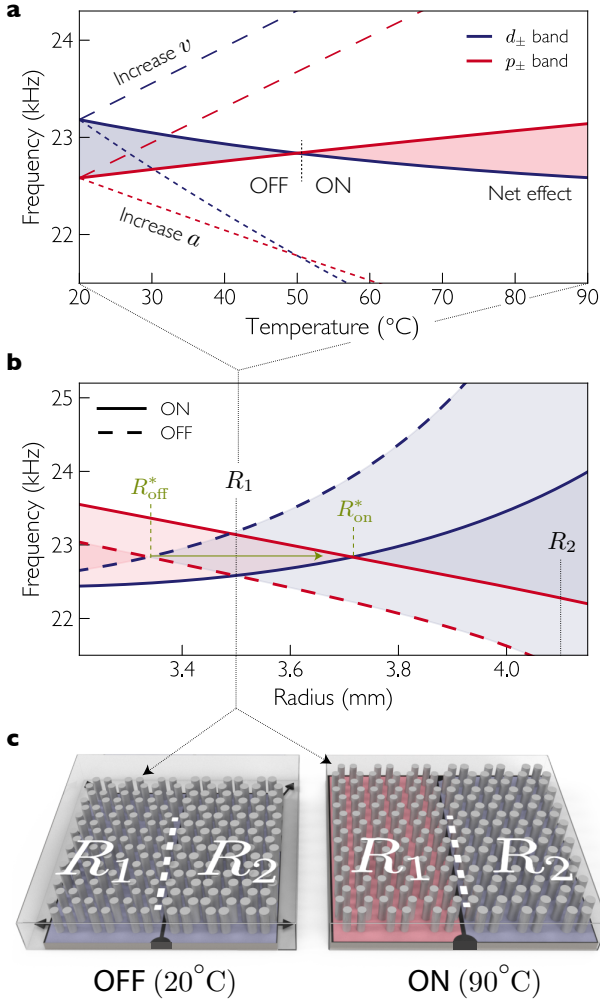 a
24
23
22
Frequency (kHz)
Increase v
Increase a
d± band
p± band
OFF ON
Net effect
20 30 40 50 60 70 80 90
Temperature (°C)
b
25
24
23
22
Frequency (kHz)
ON
OFF
R*off
R1
R*on
R2
3.4 3.6 3.8 4.0
Radius (mm)
c
R1 R2 R1 R2
OFF (20°C) ON (90°C)